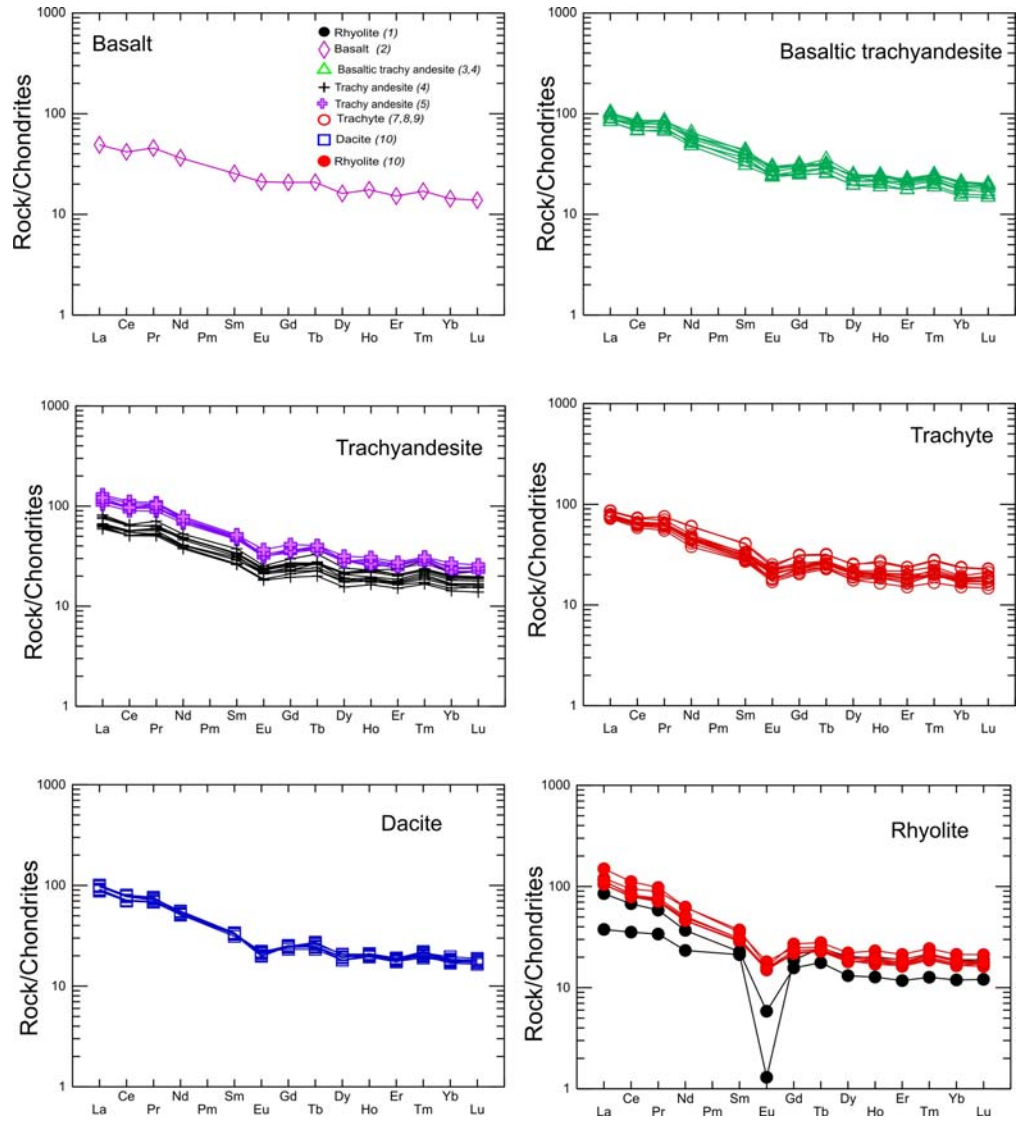 Basalt
Rhyolite (1)
Basalt (2)
Basaltic trachy andesite (3,4)
Trachy andesite (4)
Trachy andesite (5)
Trachyte (7,8,9)
Dacite (10)
Rhyolite (10)
Rock/Chondrites
1000
100
10
1
Ce Nd Sm Gd Dy Er Yb
La Pr Pm Eu Tb Ho Tm Lu
Basaltic trachyandesite
Rock/Chondrites
1000
100
10
1
Ce Nd Sm Gd Dy Er Yb
La Pr Pm Eu Tb Ho Tm Lu
Trachyandesite
Rock/Chondrites
1000
100
10
1
Ce Nd Sm Gd Dy Er Yb
La Pr Pm Eu Tb Ho Tm Lu
Trachyte
Rock/Chondrites
1000
100
10
1
Ce Nd Sm Gd Dy Er Yb
La Pr Pm Eu Tb Ho Tm Lu
Dacite
Rock/Chondrites
1000
100
10
1
Ce Nd Sm Gd Dy Er Yb
La Pr Pm Eu Tb Ho Tm Lu
Rhyolite
Rock/Chondrites
1000
100
10
1
Ce Nd Sm Gd Dy Er Yb
La Pr Pm Eu Tb Ho Tm Lu